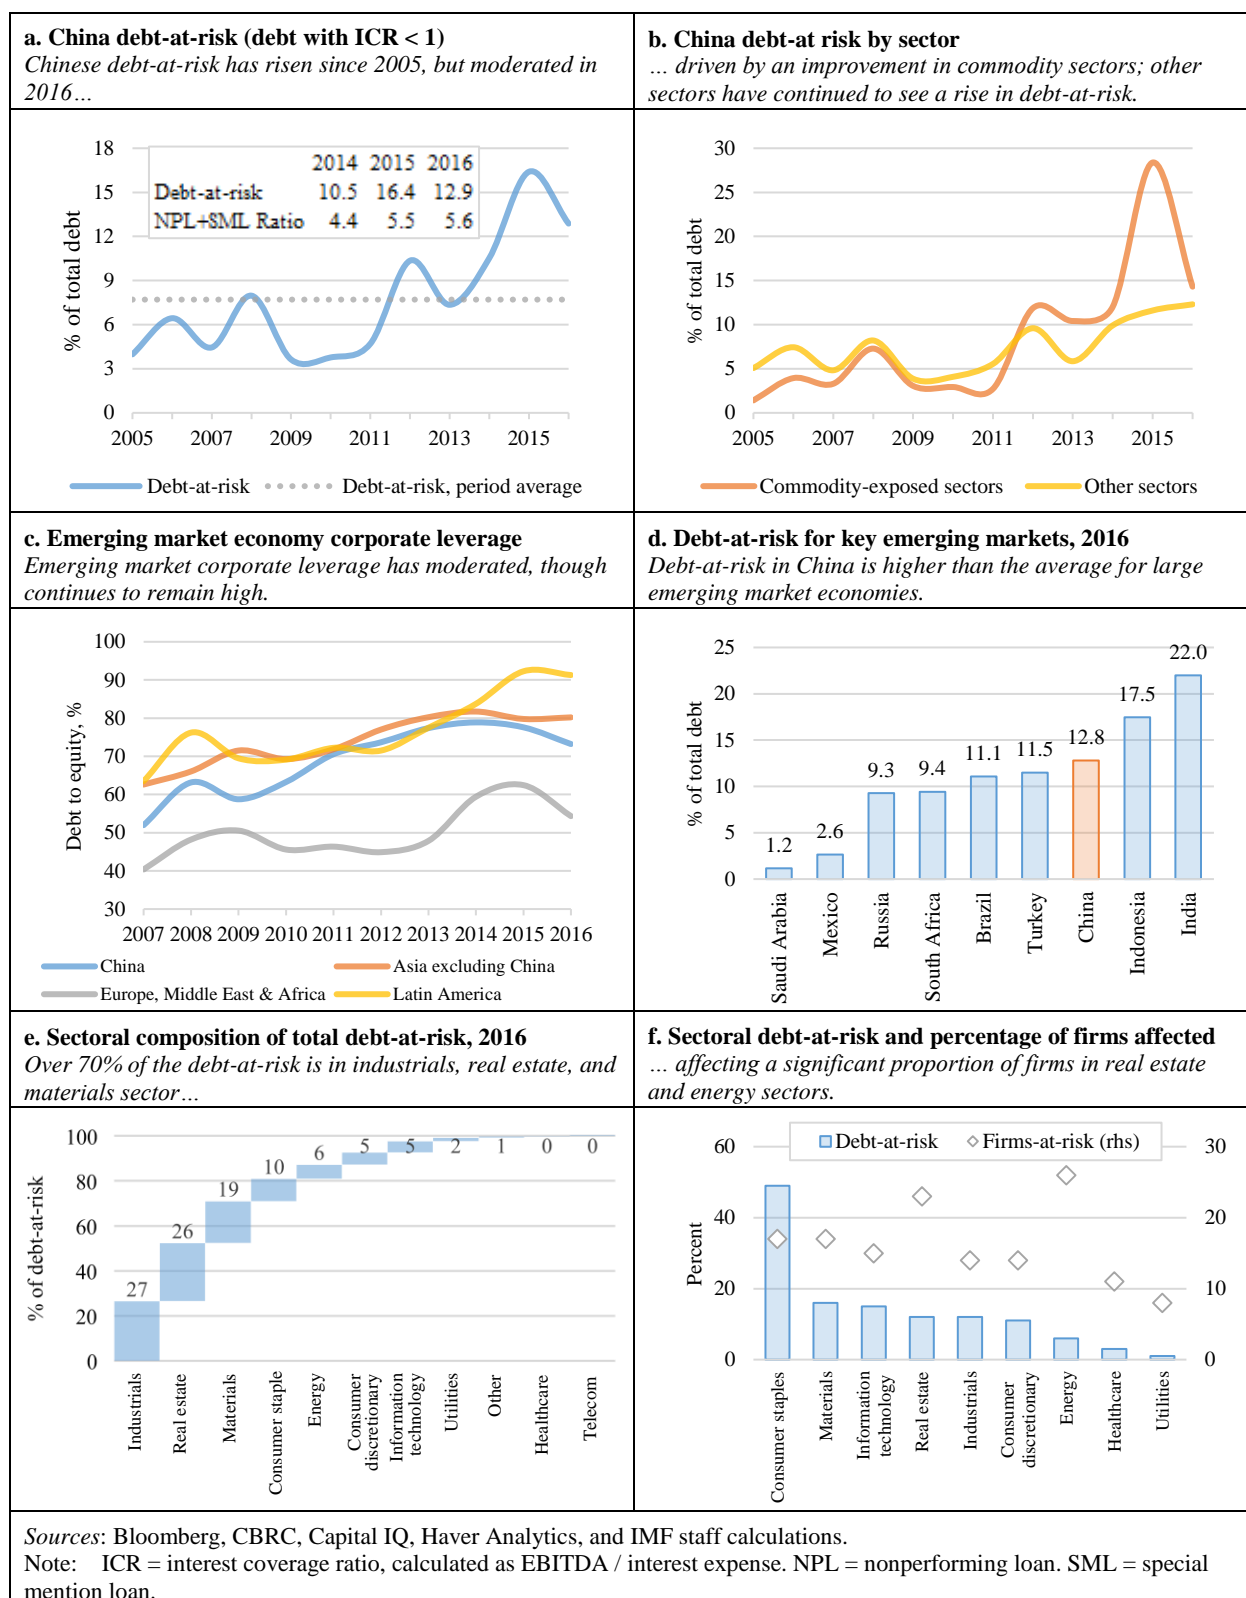 a. China debt-at-risk (debt with ICR < 1)
Chinese debt-at-risk has risen since 2005, but moderated in
2016…
% of total debt
18
15
12
9
6
3
0
2014 2015 2016
Debt-at-risk 10.5 16.4 12.9
NPL+SML Ratio 4.4 5.5 5.6
2005 2007 2009 2011 2013 2015
Debt-at-risk Debt-at-risk, period average
b. China debt-at risk by sector
… driven by an improvement in commodity sectors; other
sectors have continued to see a rise in debt-at-risk.
% of total debt
30
25
20
15
10
5
0
2005 2007 2009 2011 2013 2015
Commodity-exposed sectors Other sectors
c. Emerging market economy corporate leverage
Emerging market corporate leverage has moderated, though
continues to remain high.
Debt to equity, %
100
90
80
70
60
50
40
30
2007 2008 2009 2010 2011 2012 2013 2014 2015 2016
China Asia excluding China
Europe, Middle East & Africa Latin America
d. Debt-at-risk for key emerging markets, 2016
Debt-at-risk in China is higher than the average for large
emerging market economies.
% of total debt
25
20
15
10
5
0
1.2 2.6 9.3 9.4 11.1 11.5 12.8 17.5 22.0
Saudi Arabia
Mexico
Russia
South Africa
Brazil
Turkey
China
Indonesia
India
e. Sectoral composition of total debt-at-risk, 2016
Over 70% of the debt-at-risk is in industrials, real estate, and
materials sector…
% of debt-at-risk
100
80
60
40
20
0
27 26 19 10 6 5 5 2 1 0 0
Industrials
Real estate
Materials
Consumer staple
Energy
Consumer
discretionary
Information
technology
Utilities
Other
Healthcare
Telecom
f. Sectoral debt-at-risk and percentage of firms affected
… affecting a significant proportion of firms in real estate
and energy sectors.
Debt-at-risk Firms-at-risk (rhs)
Percent
60
40
20
0
30
20
10
0
Consumer staples
Materials
Information
technology
Real estate
Industrials
Consumer
discretionary
Energy
Healthcare
Utilities
Sources: Bloomberg, CBRC, Capital IQ, Haver Analytics, and IMF staff calculations.
Note: ICR = interest coverage ratio, calculated as EBITDA / interest expense. NPL = nonperforming loan. SML = special
mention loan.